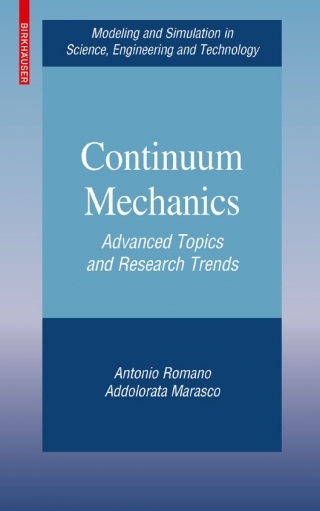 BIRKHÄUSER
Modeling and Simulation in
Science, Engineering and Technology
Continuum
Mechanics
Advanced Topics
and Research Trends
Antonio Romano
Addolorata Marasco